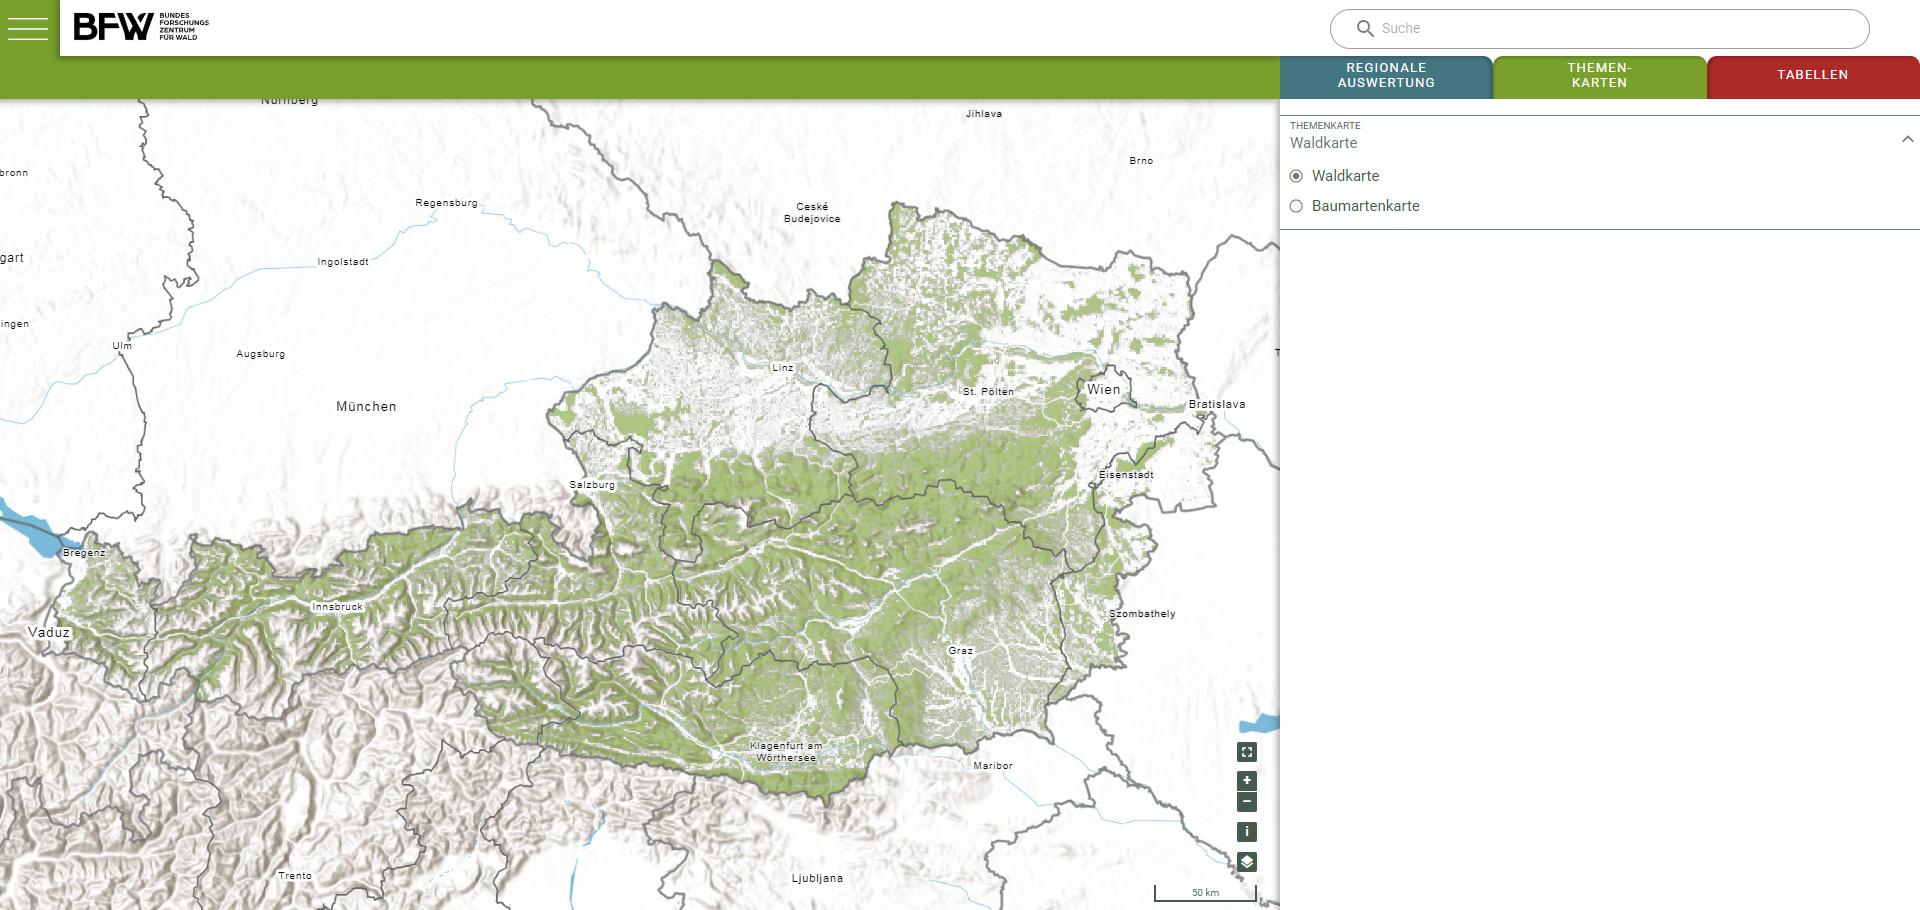 BFW
BUNDES
FORSCHUNGS
ZENTRUM
FÜR WALD
Suche
REGIONALE
AUSWERTUNG
THEMEN-
KARTEN
TABELLEN
THEMENKARTE
Waldkarte
Waldkarte
Baumartenkarte
Nürnberg
Jihlava
Brno
bronn
Regensburg
Ceské
Budejovice
gart
Ingolstadt
ingen
Ulm
Augsburg
Linz
München
St. Pölten
Wien
Bratislava
Salzburg
Eisenstadt
Bregenz
Innsbruck
Szombathely
Vaduz
Graz
Klagenfurt am
Wörthersee
Maribor
Trento
Ljubljana
+
−
i
50 km